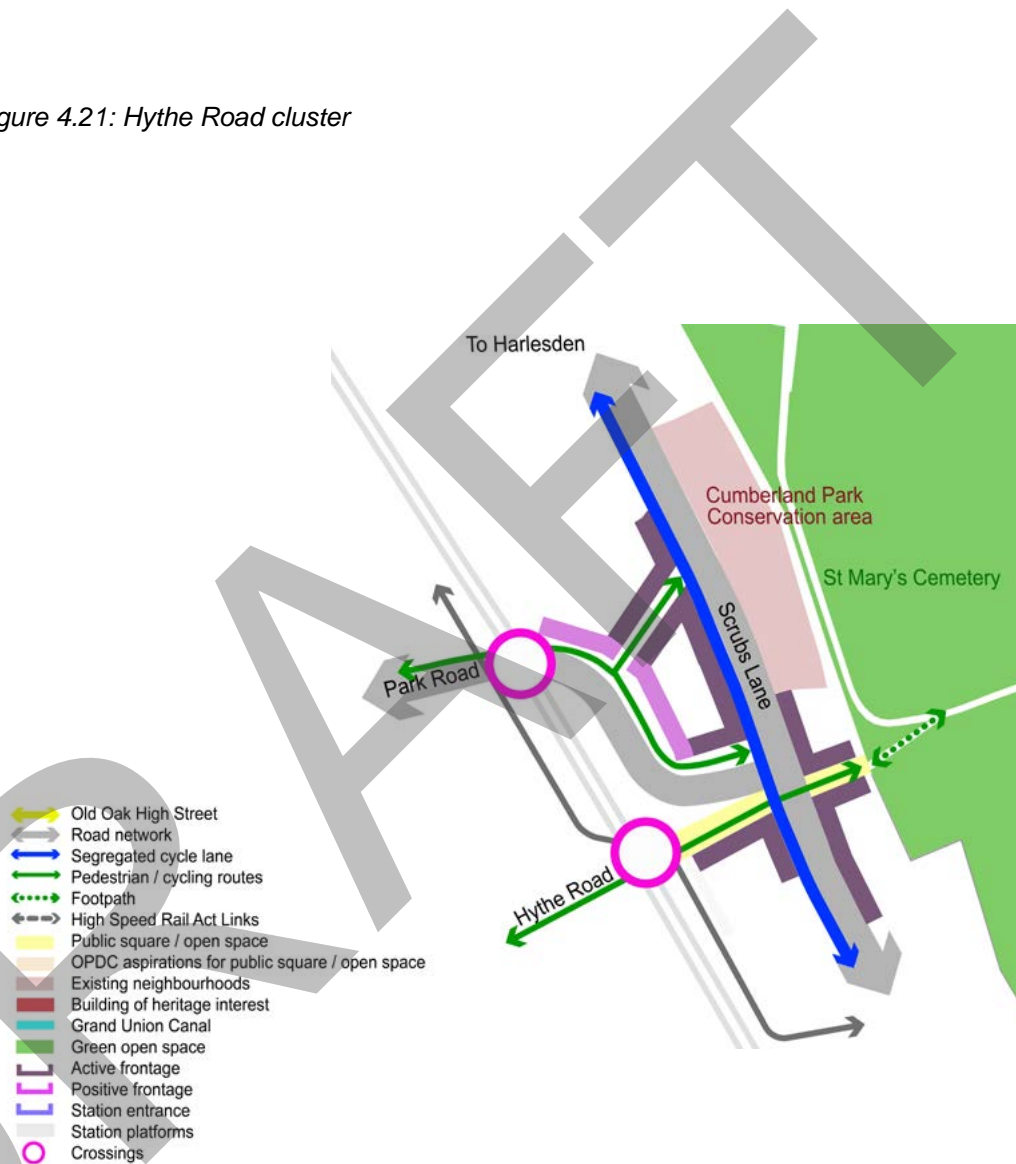 gure 4.21: Hythe Road cluster
To Harlesden
Cumberland Park
Conservation area
St Mary's Cemetery
Scrubs Lane
Park Road
Hythe Road
Old Oak High Street
Road network
Segregated cycle lane
Pedestrian / cycling routes
Footpath
High Speed Rail Act Links
Public square / open space
OPDC aspirations for public square / open space
Existing neighbourhoods
Building of heritage interest
Grand Union Canal
Green open space
Active frontage
Positive frontage
Station entrance
Station platforms
Crossings
RAFT